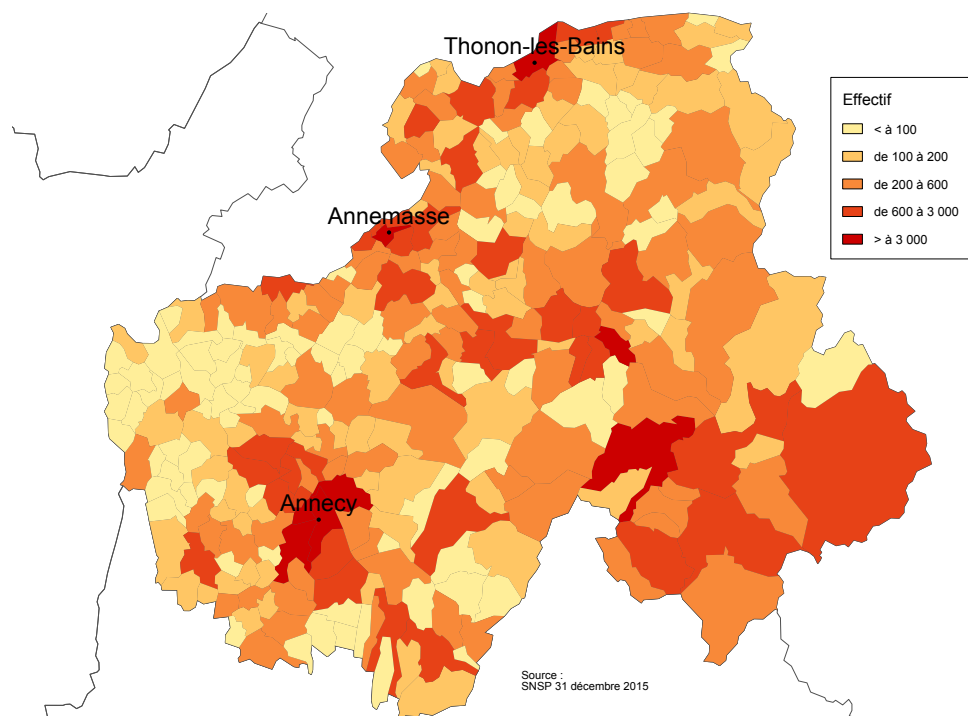 Thonon-les-Bains
Effectif
< à 100
de 100 à 200
de 200 à 600
de 600 à 3 000
> à 3 000
Annemasse
Annecy
Source :
SNSP 31 décembre 2015